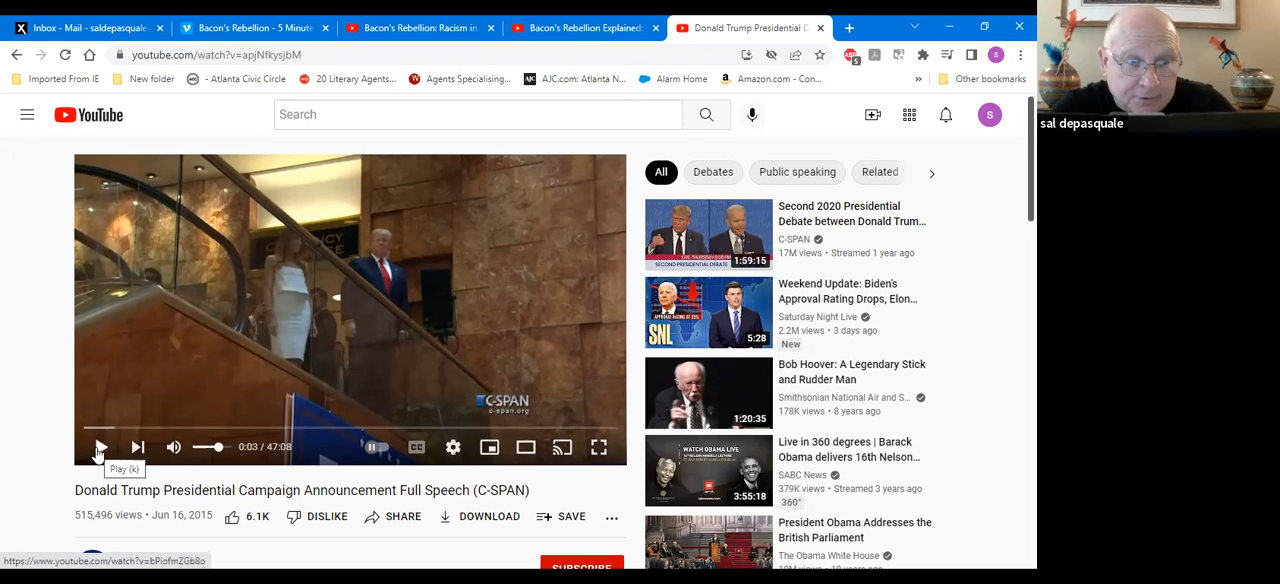 Inbox - Mail - saldepasquale
Bacon's Rebellion - 5 Minute
Bacon's Rebellion: Racism in
Bacon's Rebellion Explained:
Donald Trump Presidential C
youtube.com/watch?v=apjNfkysjbM
Imported From IE
New folder
- Atlanta Civic Circle
20 Literary Agents...
Agents Specialising...
AJC.com: Atlanta N...
Alarm Home
Amazon.com - Con...
»
Other bookmarks
sal depasquale
YouTube
Search
S
All
Debates
Public speaking
Related
Second 2020 Presidential
Debate between Donald Trum...
C-SPAN
17M views • Streamed 1 year ago
SECOND PRESIDENTIAL DEBATE
1:59:15
Weekend Update: Biden's
Approval Rating Drops, Elon...
Saturday Night Live
2.2M views • 3 days ago
New
SNL
5:28
Bob Hoover: A Legendary Stick
and Rudder Man
Smithsonian National Air and S...
178K views • 8 years ago
1:20:35
C-SPAN
c-span.org
0:03 / 47:08
CC
Play (k)
Live in 360 degrees | Barack
Obama delivers 16th Nelson...
SABC News
379K views • Streamed 3 years ago
360°
WATCH OBAMA LIVE
3:55:18
Donald Trump Presidential Campaign Announcement Full Speech (C-SPAN)
515,496 views • Jun 16, 2015
6.1K
DISLIKE
SHARE
DOWNLOAD
SAVE
...
President Obama Addresses the
British Parliament
The Obama White House
https://www.youtube.com/watch?v=bPiofmZGb8o
SUBSCRIBE